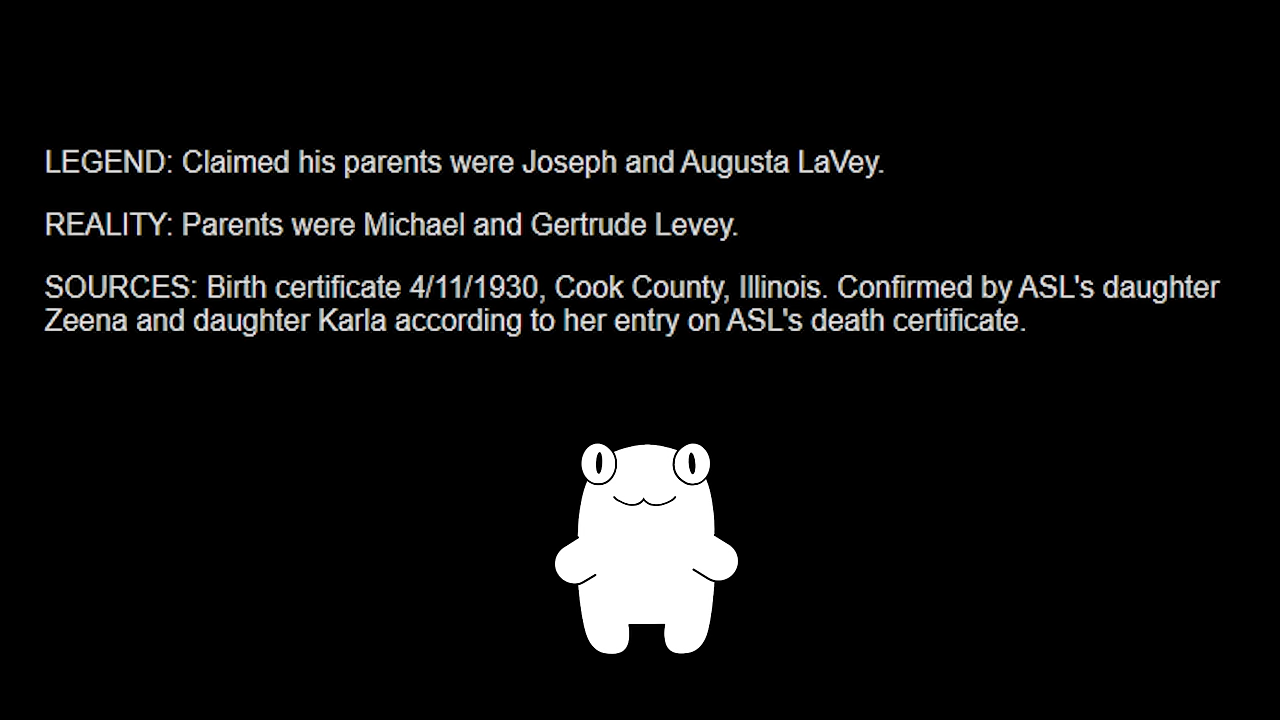 LEGEND: Claimed his parents were Joseph and Augusta LaVey.
REALITY: Parents were Michael and Gertrude Levey.
SOURCES: Birth certificate 4/11/1930, Cook County, Illinois. Confirmed by ASL's daughter
Zeena and daughter Karla according to her entry on ASL's death certificate.